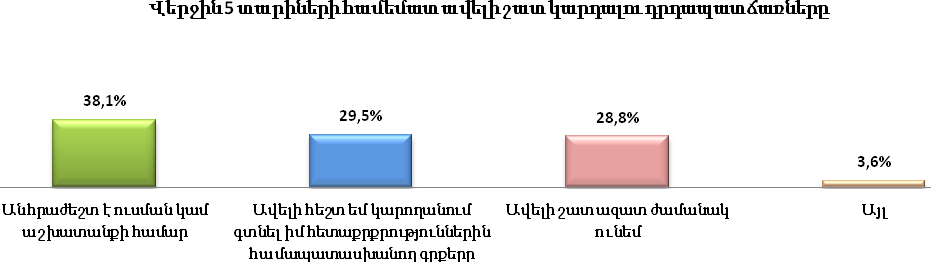 Վերջին 5 տարիների համեմատ ավելի շատ կարդալու դրդապատճառները
38,1%
29,5%
28,8%
3,6%
Անհրաժեշտ է ուսման կամ
աշխատանքի համար
Ավելի հեշտ եմ կարողանում
գտնել իմ հետաքրքրություններին
համապատասխանող գրքերը
Ավելի շատ ազատ ժամանակ
ունեմ
Այլ